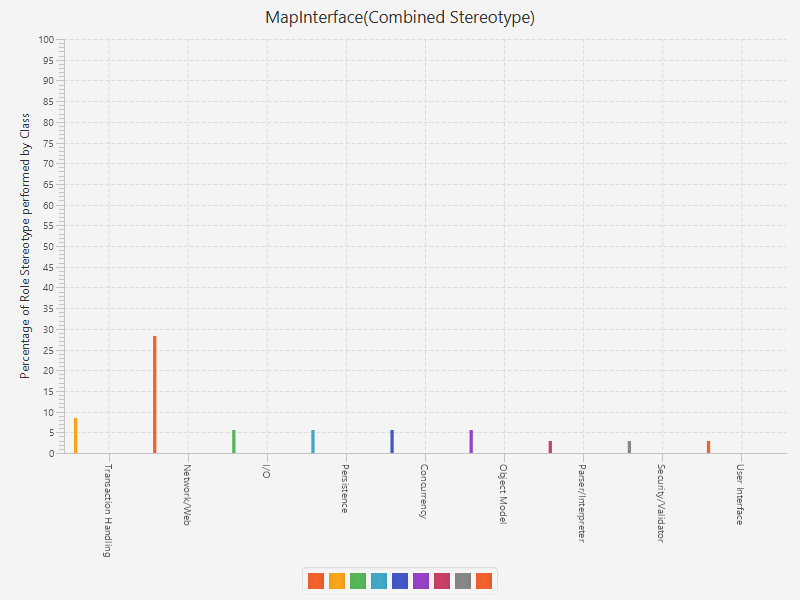 MapInterface(Combined Stereotype)
Percentage of Role Stereotype performed by Class
100
95
90
85
80
75
70
65
60
55
50
45
40
35
30
25
20
15
10
5
0
Transaction Handling
Network/Web
I/O
Persistence
Concurrency
Object Model
Parser/Interpreter
Security/Validator
User Interface